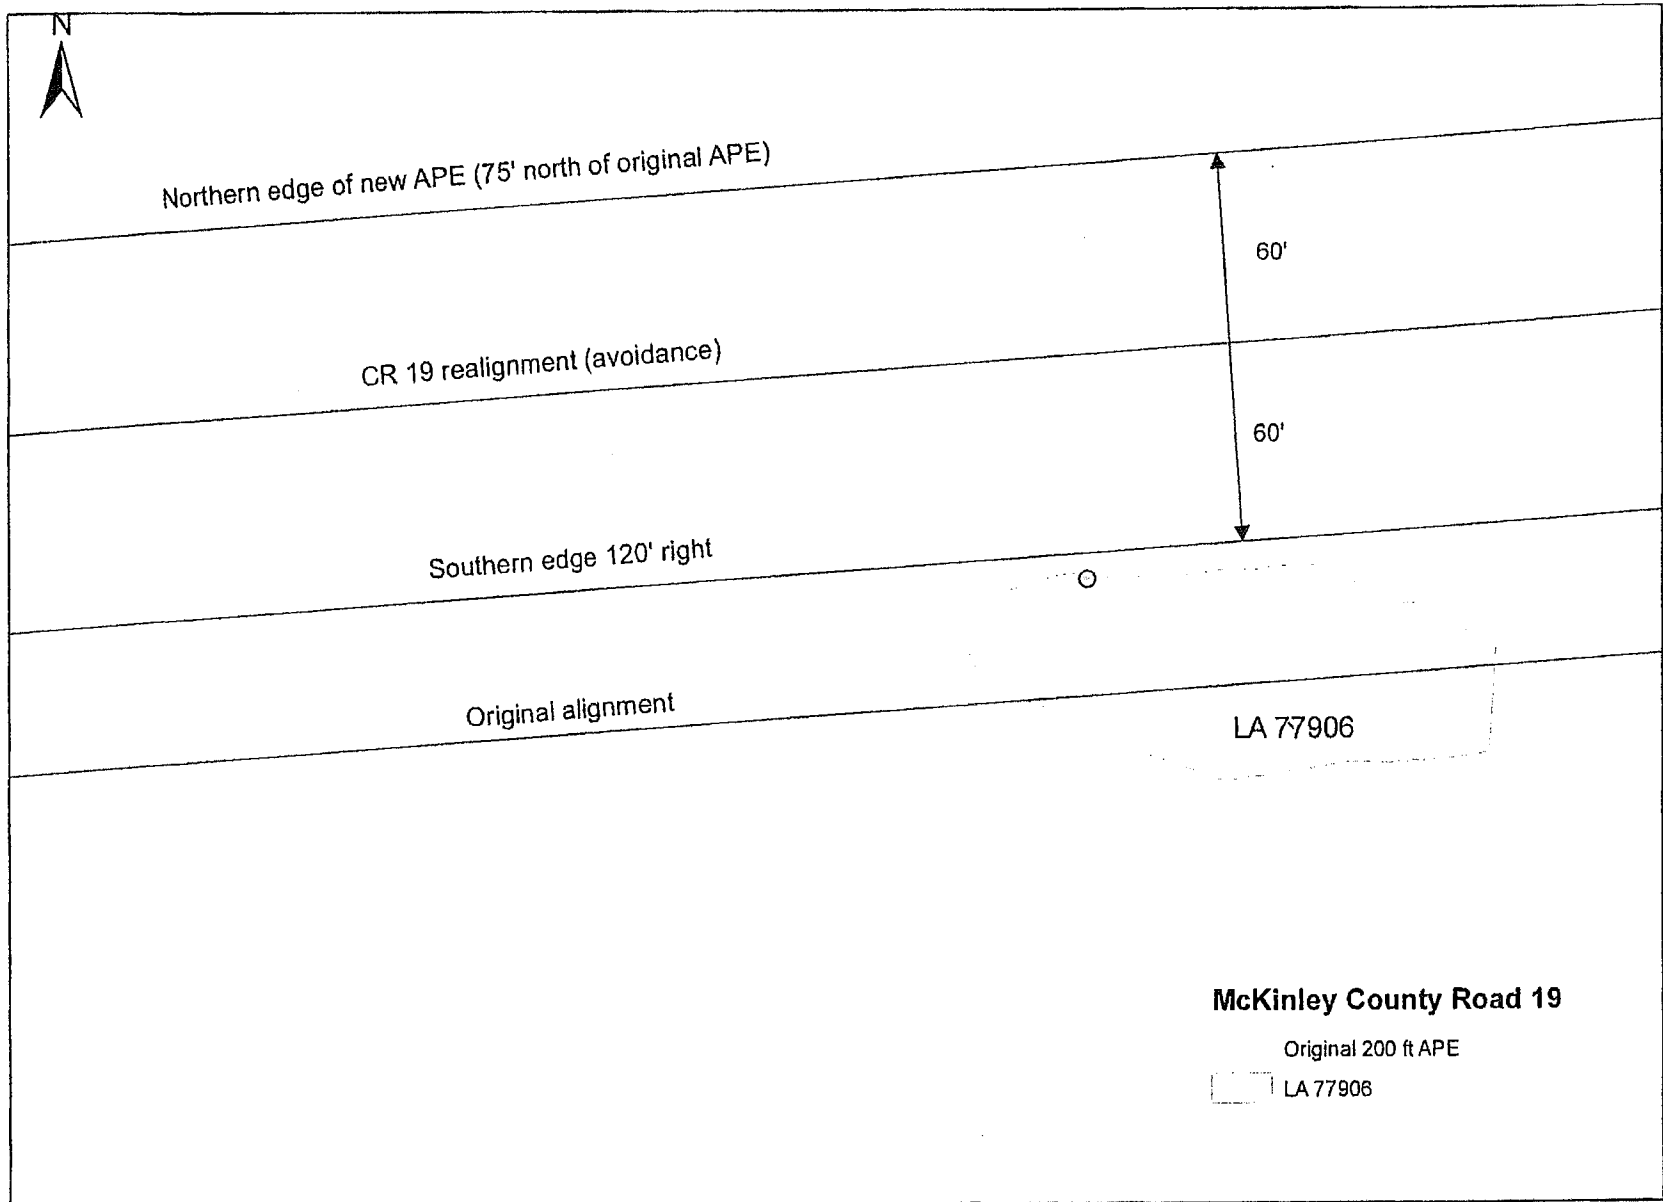 N
Northern edge of new APE (75' north of original APE)
60'
CR 19 realignment (avoidance)
60'
Southern edge 120' right
Original alignment
LA 77906
McKinley County Road 19
Original 200 ft APE
LA 77906